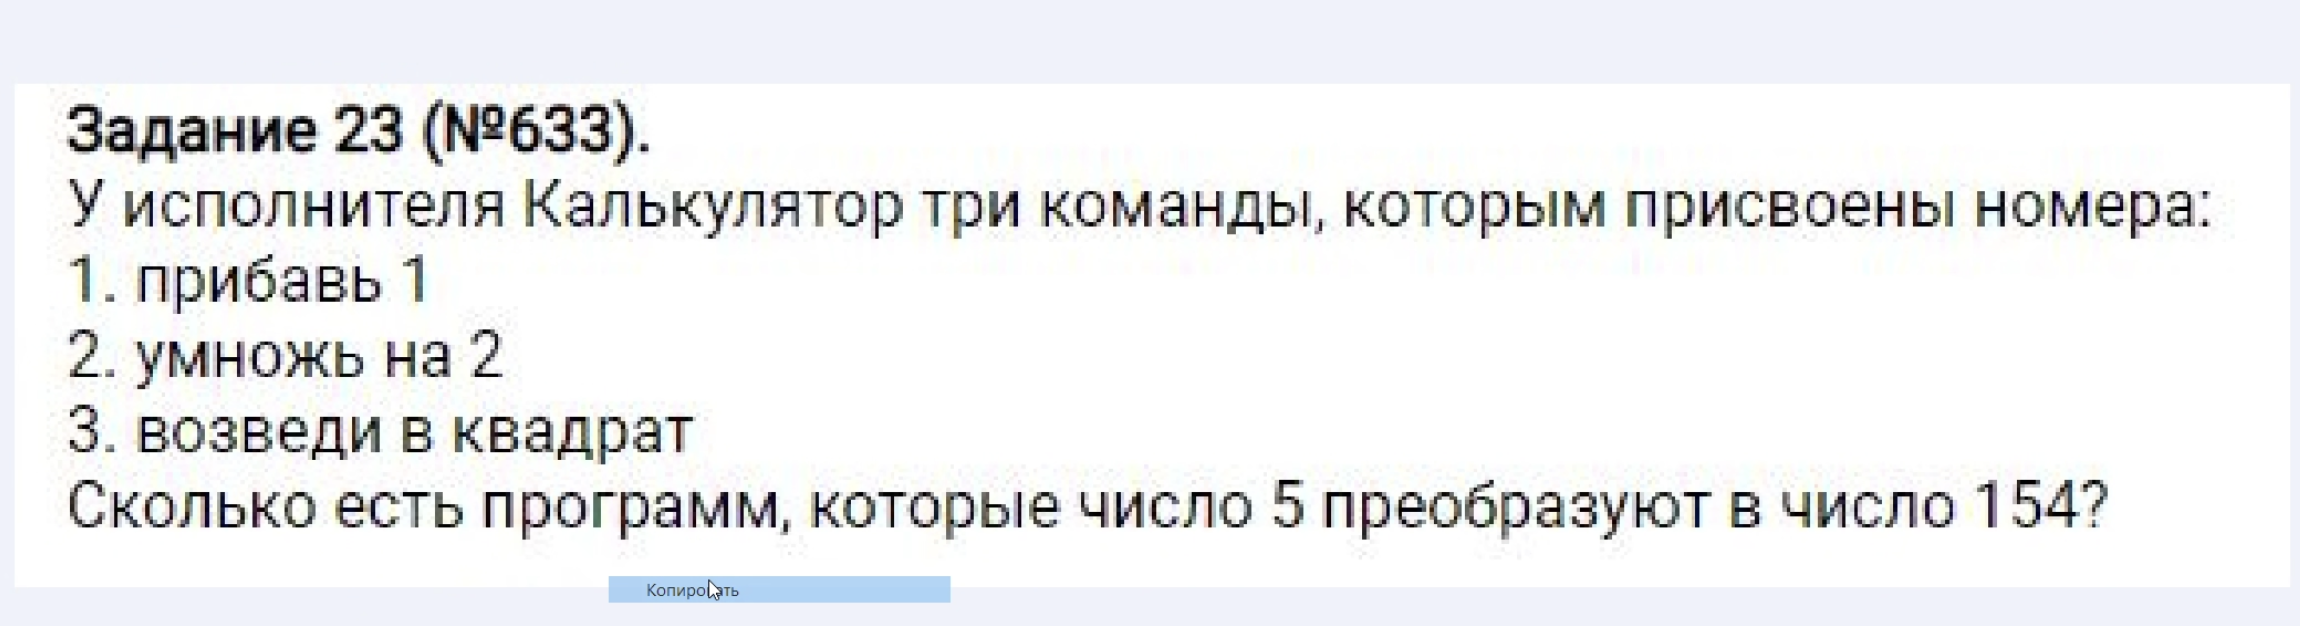 Задание 23 (№633).
У исполнителя Калькулятор три команды, которым присвоены номера:
1. прибавь 1
2. умножь на 2
3. возведи в квадрат
Сколько есть программ, которые число 5 преобразуют в число 154?
Копировать